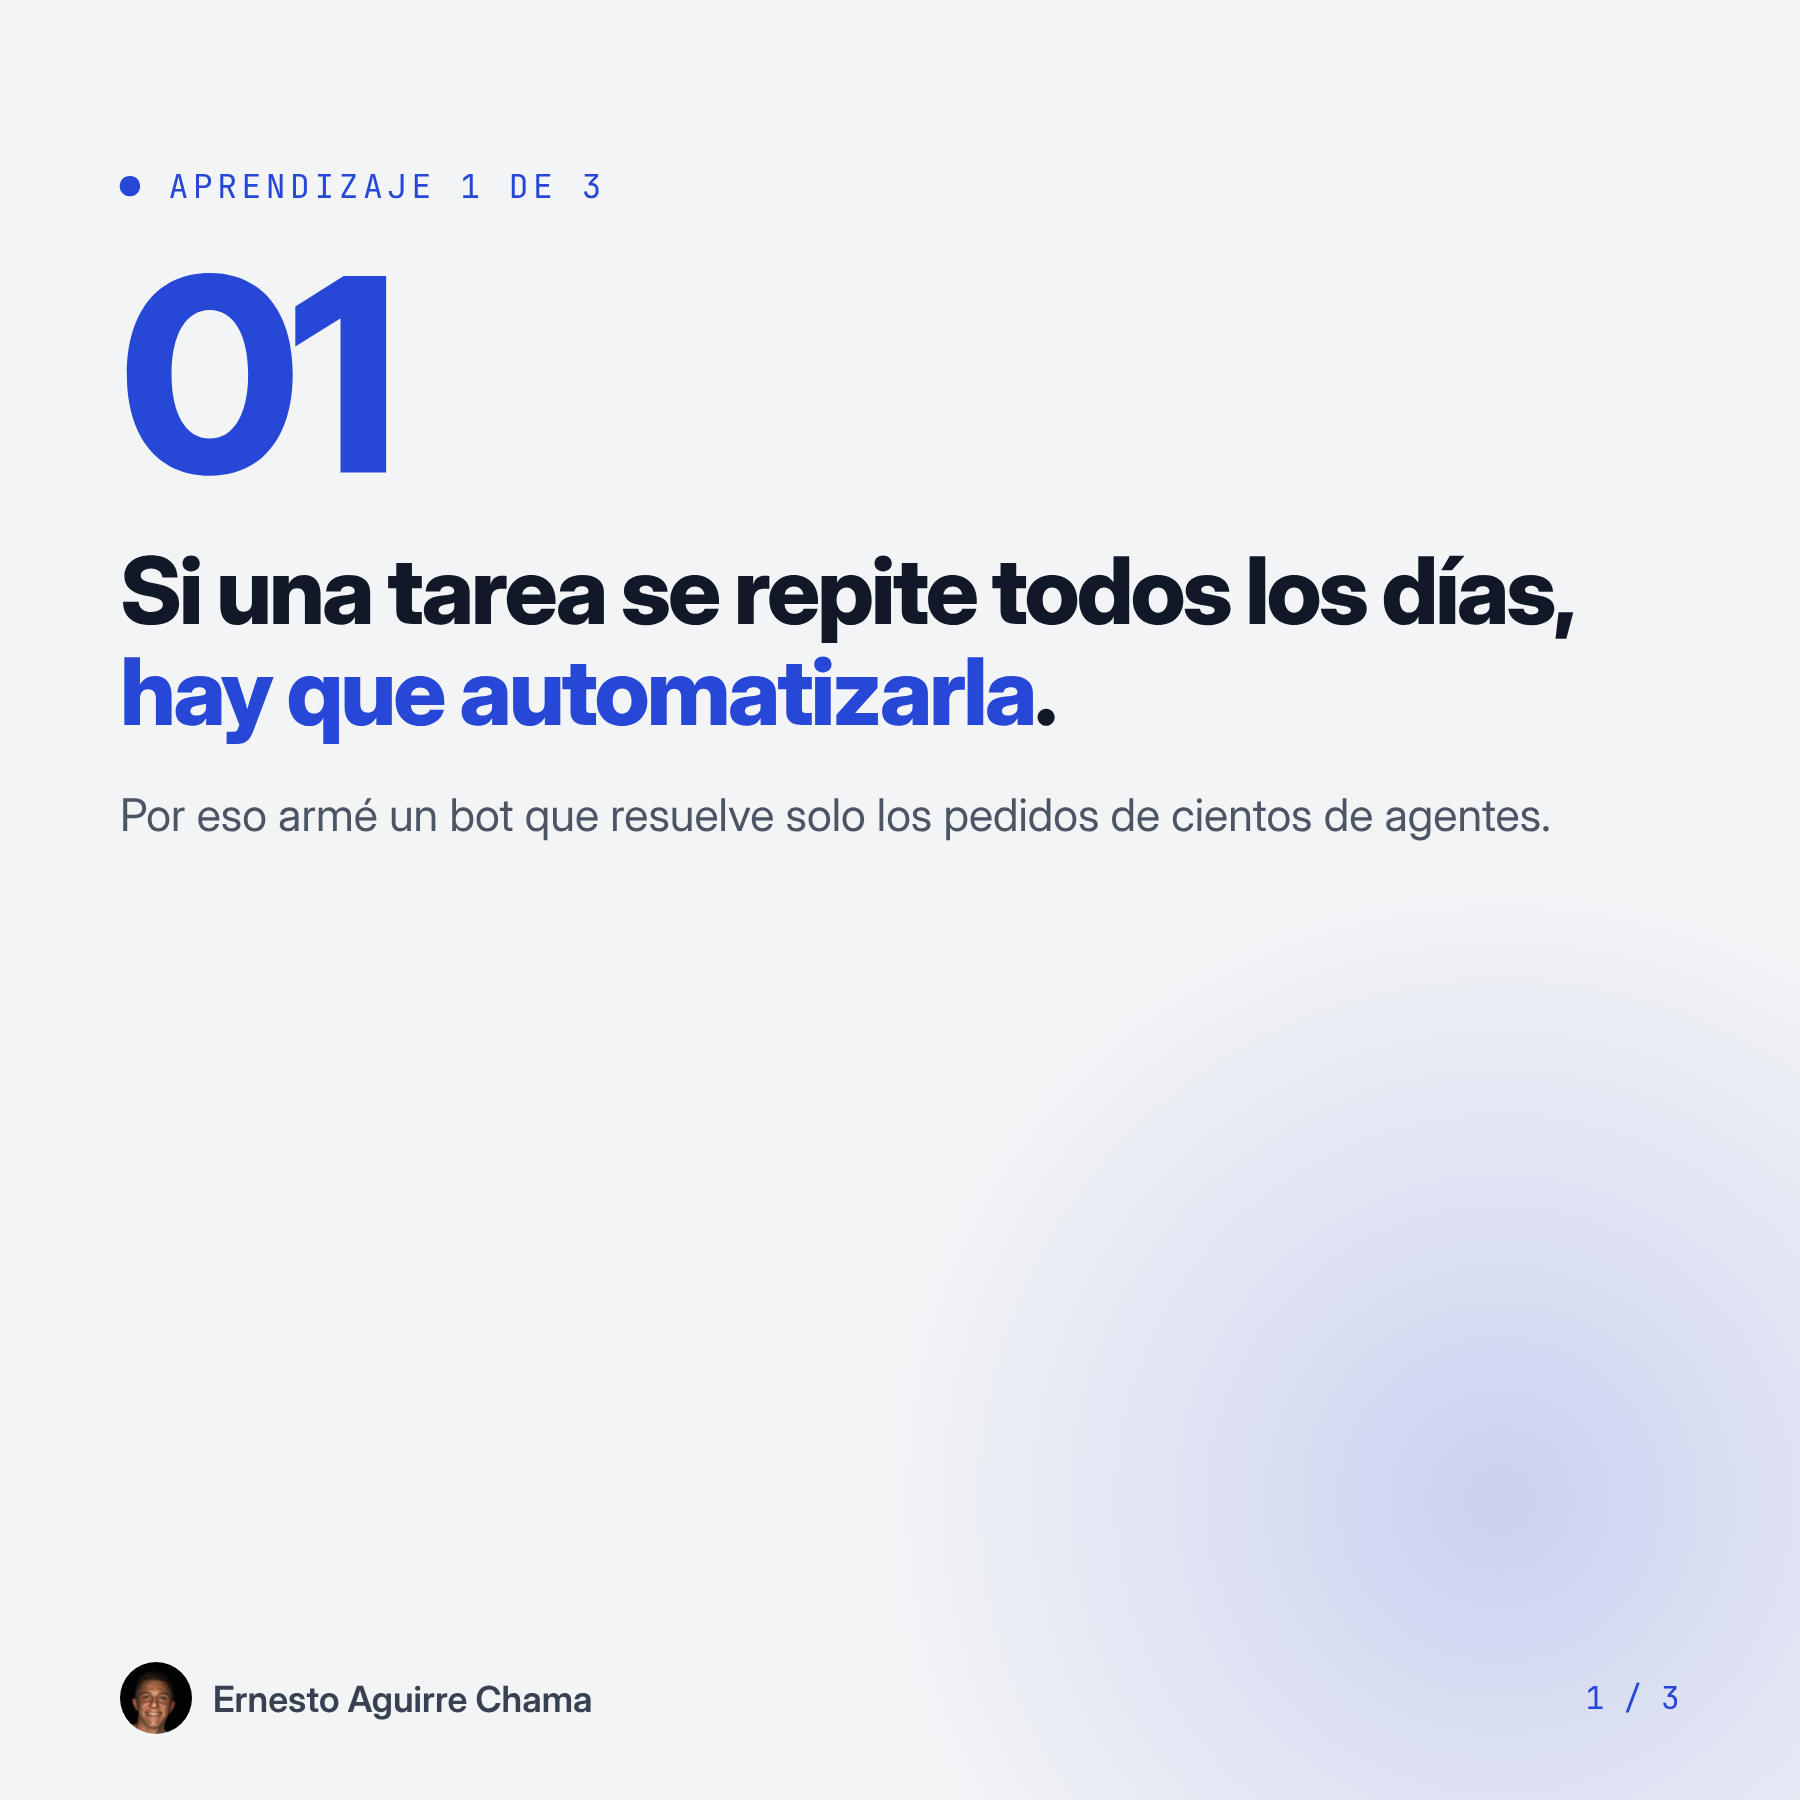 APRENDIZAJE 1 DE 3
01
Si una tarea se repite todos los días,
hay que automatizarla.
Por eso armé un bot que resuelve solo los pedidos de cientos de agentes.
Ernesto Aguirre Chama
1 / 3